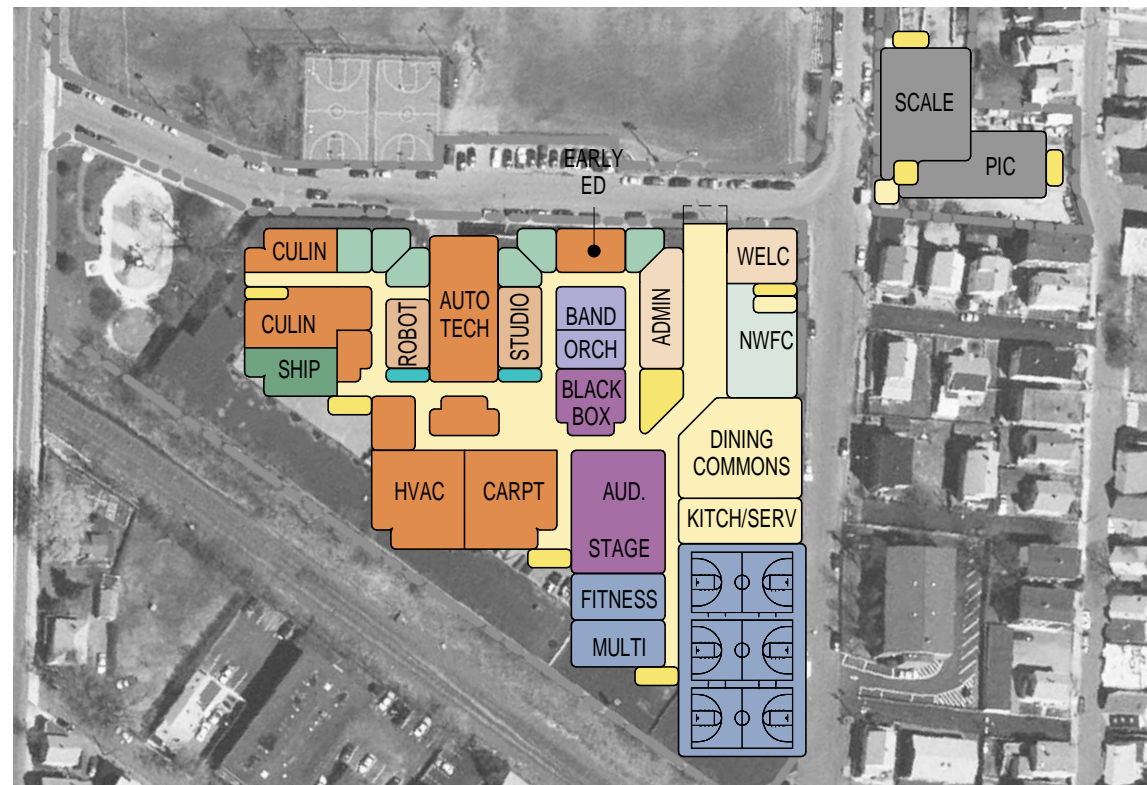 SCALE
PIC
EARLY
ED
CULIN
WELC
AUTO
TECH
ROBOT
STUDIO
BAND
ORCH
ADMIN
CULIN
NWFC
SHIP
BLACK
BOX
DINING
COMMONS
HVAC
CARPT
AUD.
STAGE
KITCH/SERV
FITNESS
MULTI